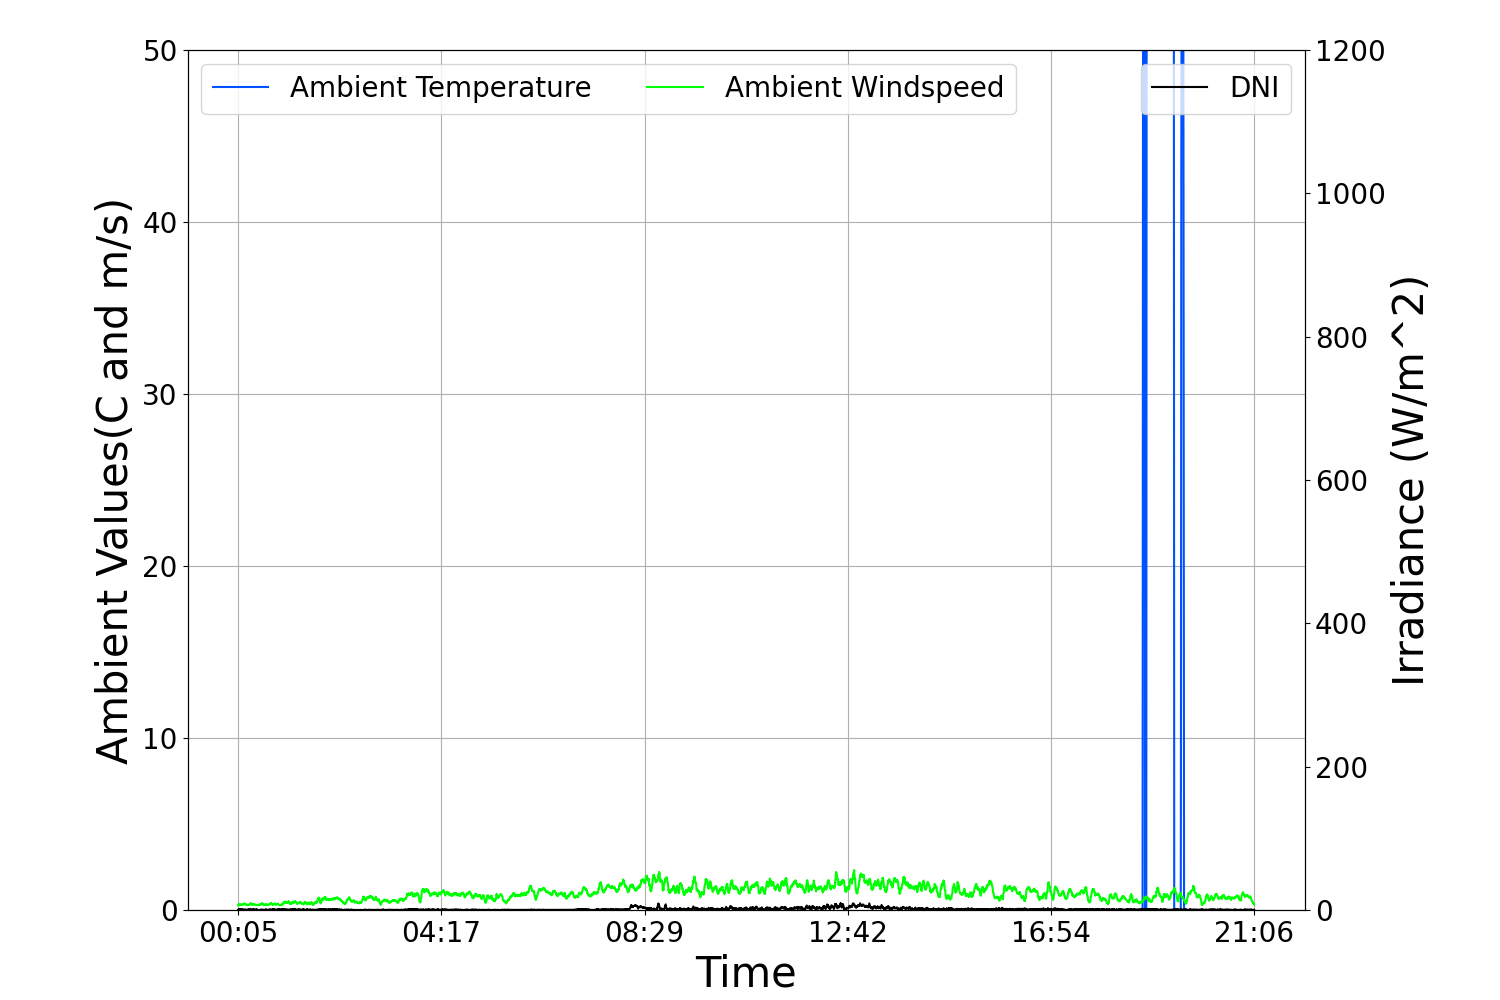 Ambient Temperature
Ambient Windspeed
DNI
Ambient Values(C and m/s)
50
40
30
20
10
0
1200
1000
800
600
400
200
0
Irradiance (W/m^2)
00:05 04:17 08:29 12:42 16:54 21:06
Time